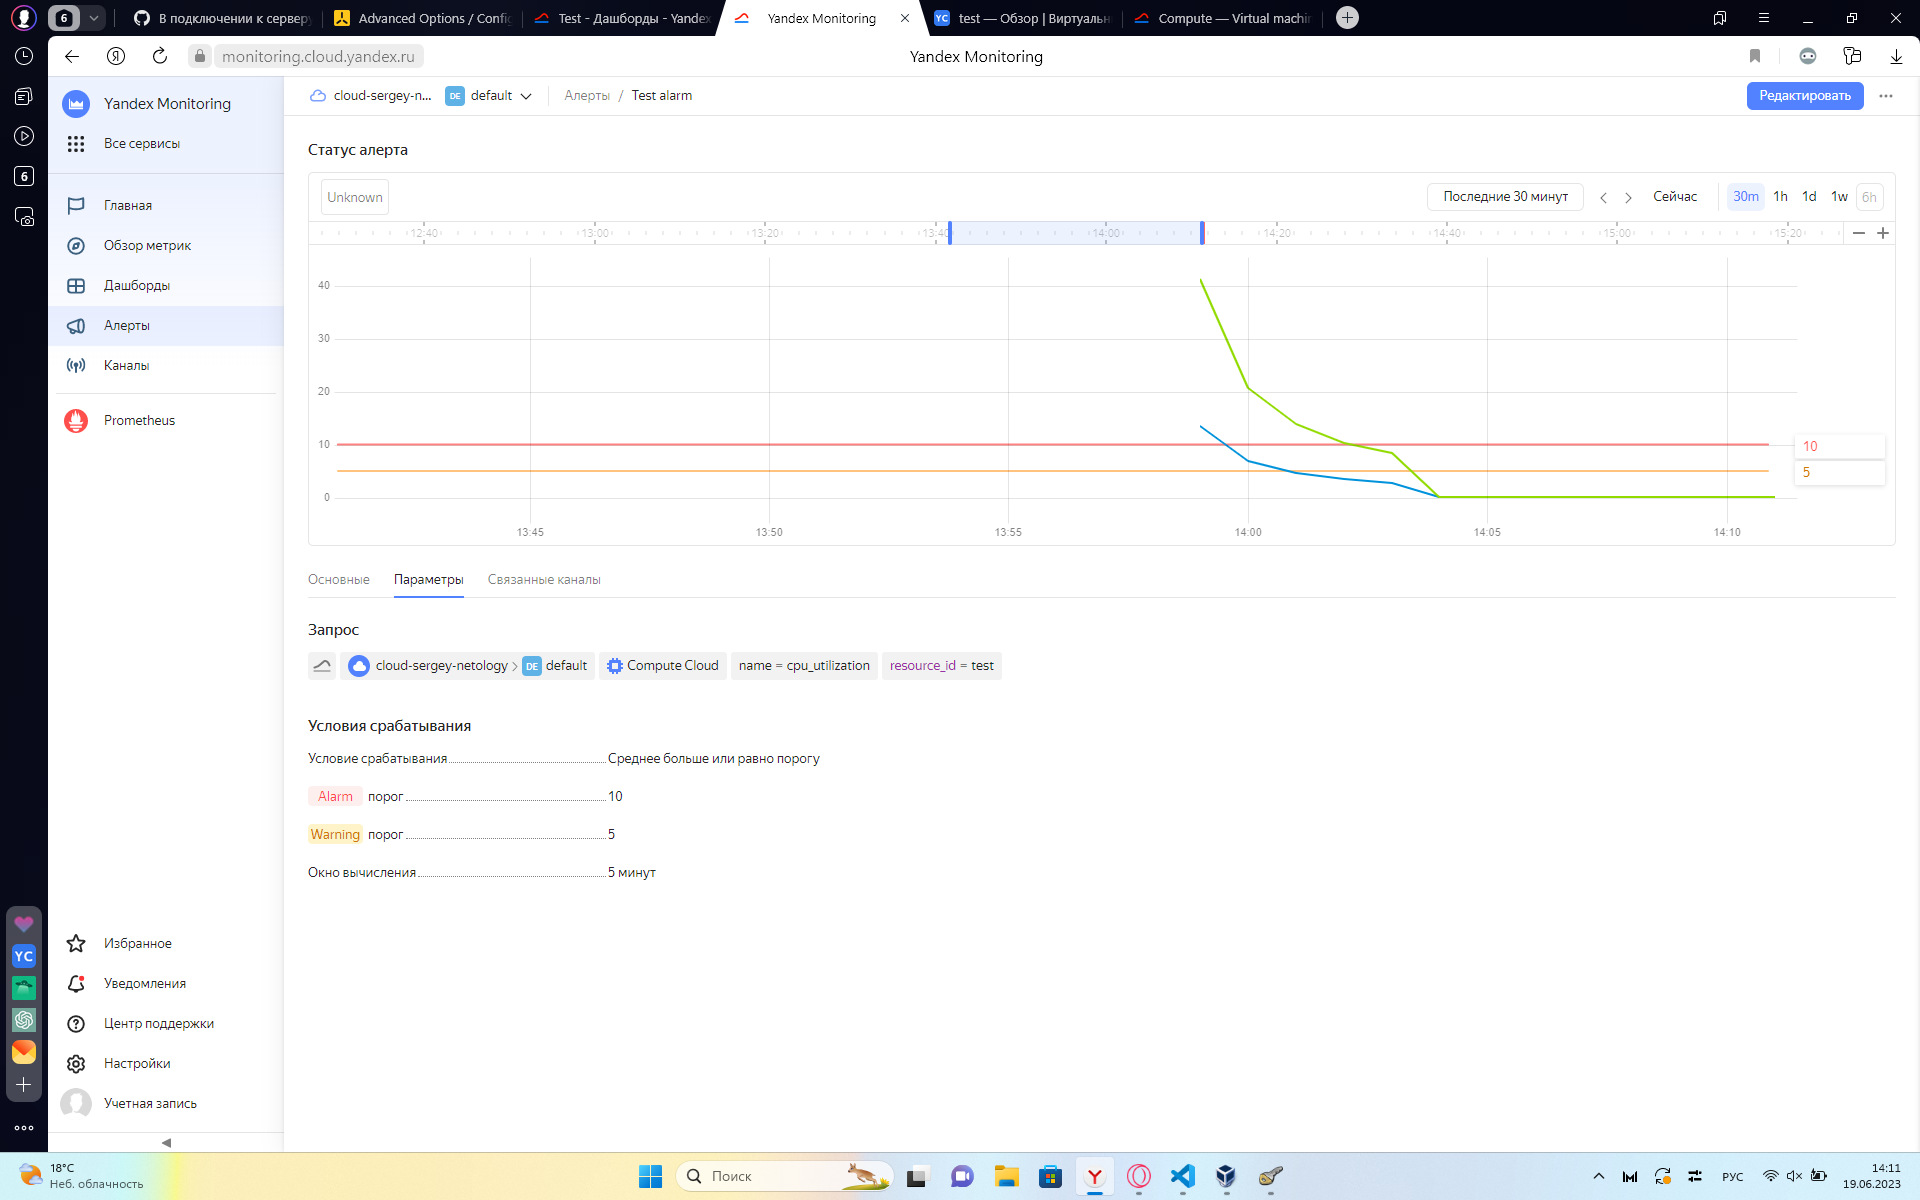 6
В подключении к серверу
Advanced Options / Config
Test - Дашборды - Yandex
Yandex Monitoring
YC test — Обзор | Виртуальн
Compute — Virtual machin
monitoring.cloud.yandex.ru
Yandex Monitoring
Yandex Monitoring
cloud-sergey-n... DE default
Алерты / Test alarm
Редактировать
Все сервисы
Главная
Обзор метрик
Дашборды
Алерты
Каналы
Prometheus
Статус алерта
Unknown
Последние 30 минут
Сейчас
30m 1h 1d 1w 6h
12:40 13:00 13:20 13:40 14:00 14:20 14:40 15:00 15:20
40
30
20
10
0
10
5
13:45 13:50 13:55 14:00 14:05 14:10
Основные Параметры Связанные каналы
Запрос
cloud-sergey-netology > DE default Compute Cloud name = cpu_utilization resource_id = test
Условия срабатывания
Условие срабатывания Среднее больше или равно порогу
Alarm порог 10
Warning порог 5
Окно вычисления 5 минут
Избранное
Уведомления
Центр поддержки
Настройки
Учетная запись
6
YC
18°C
Неб. облачность
Поиск
РУС
14:11
19.06.2023